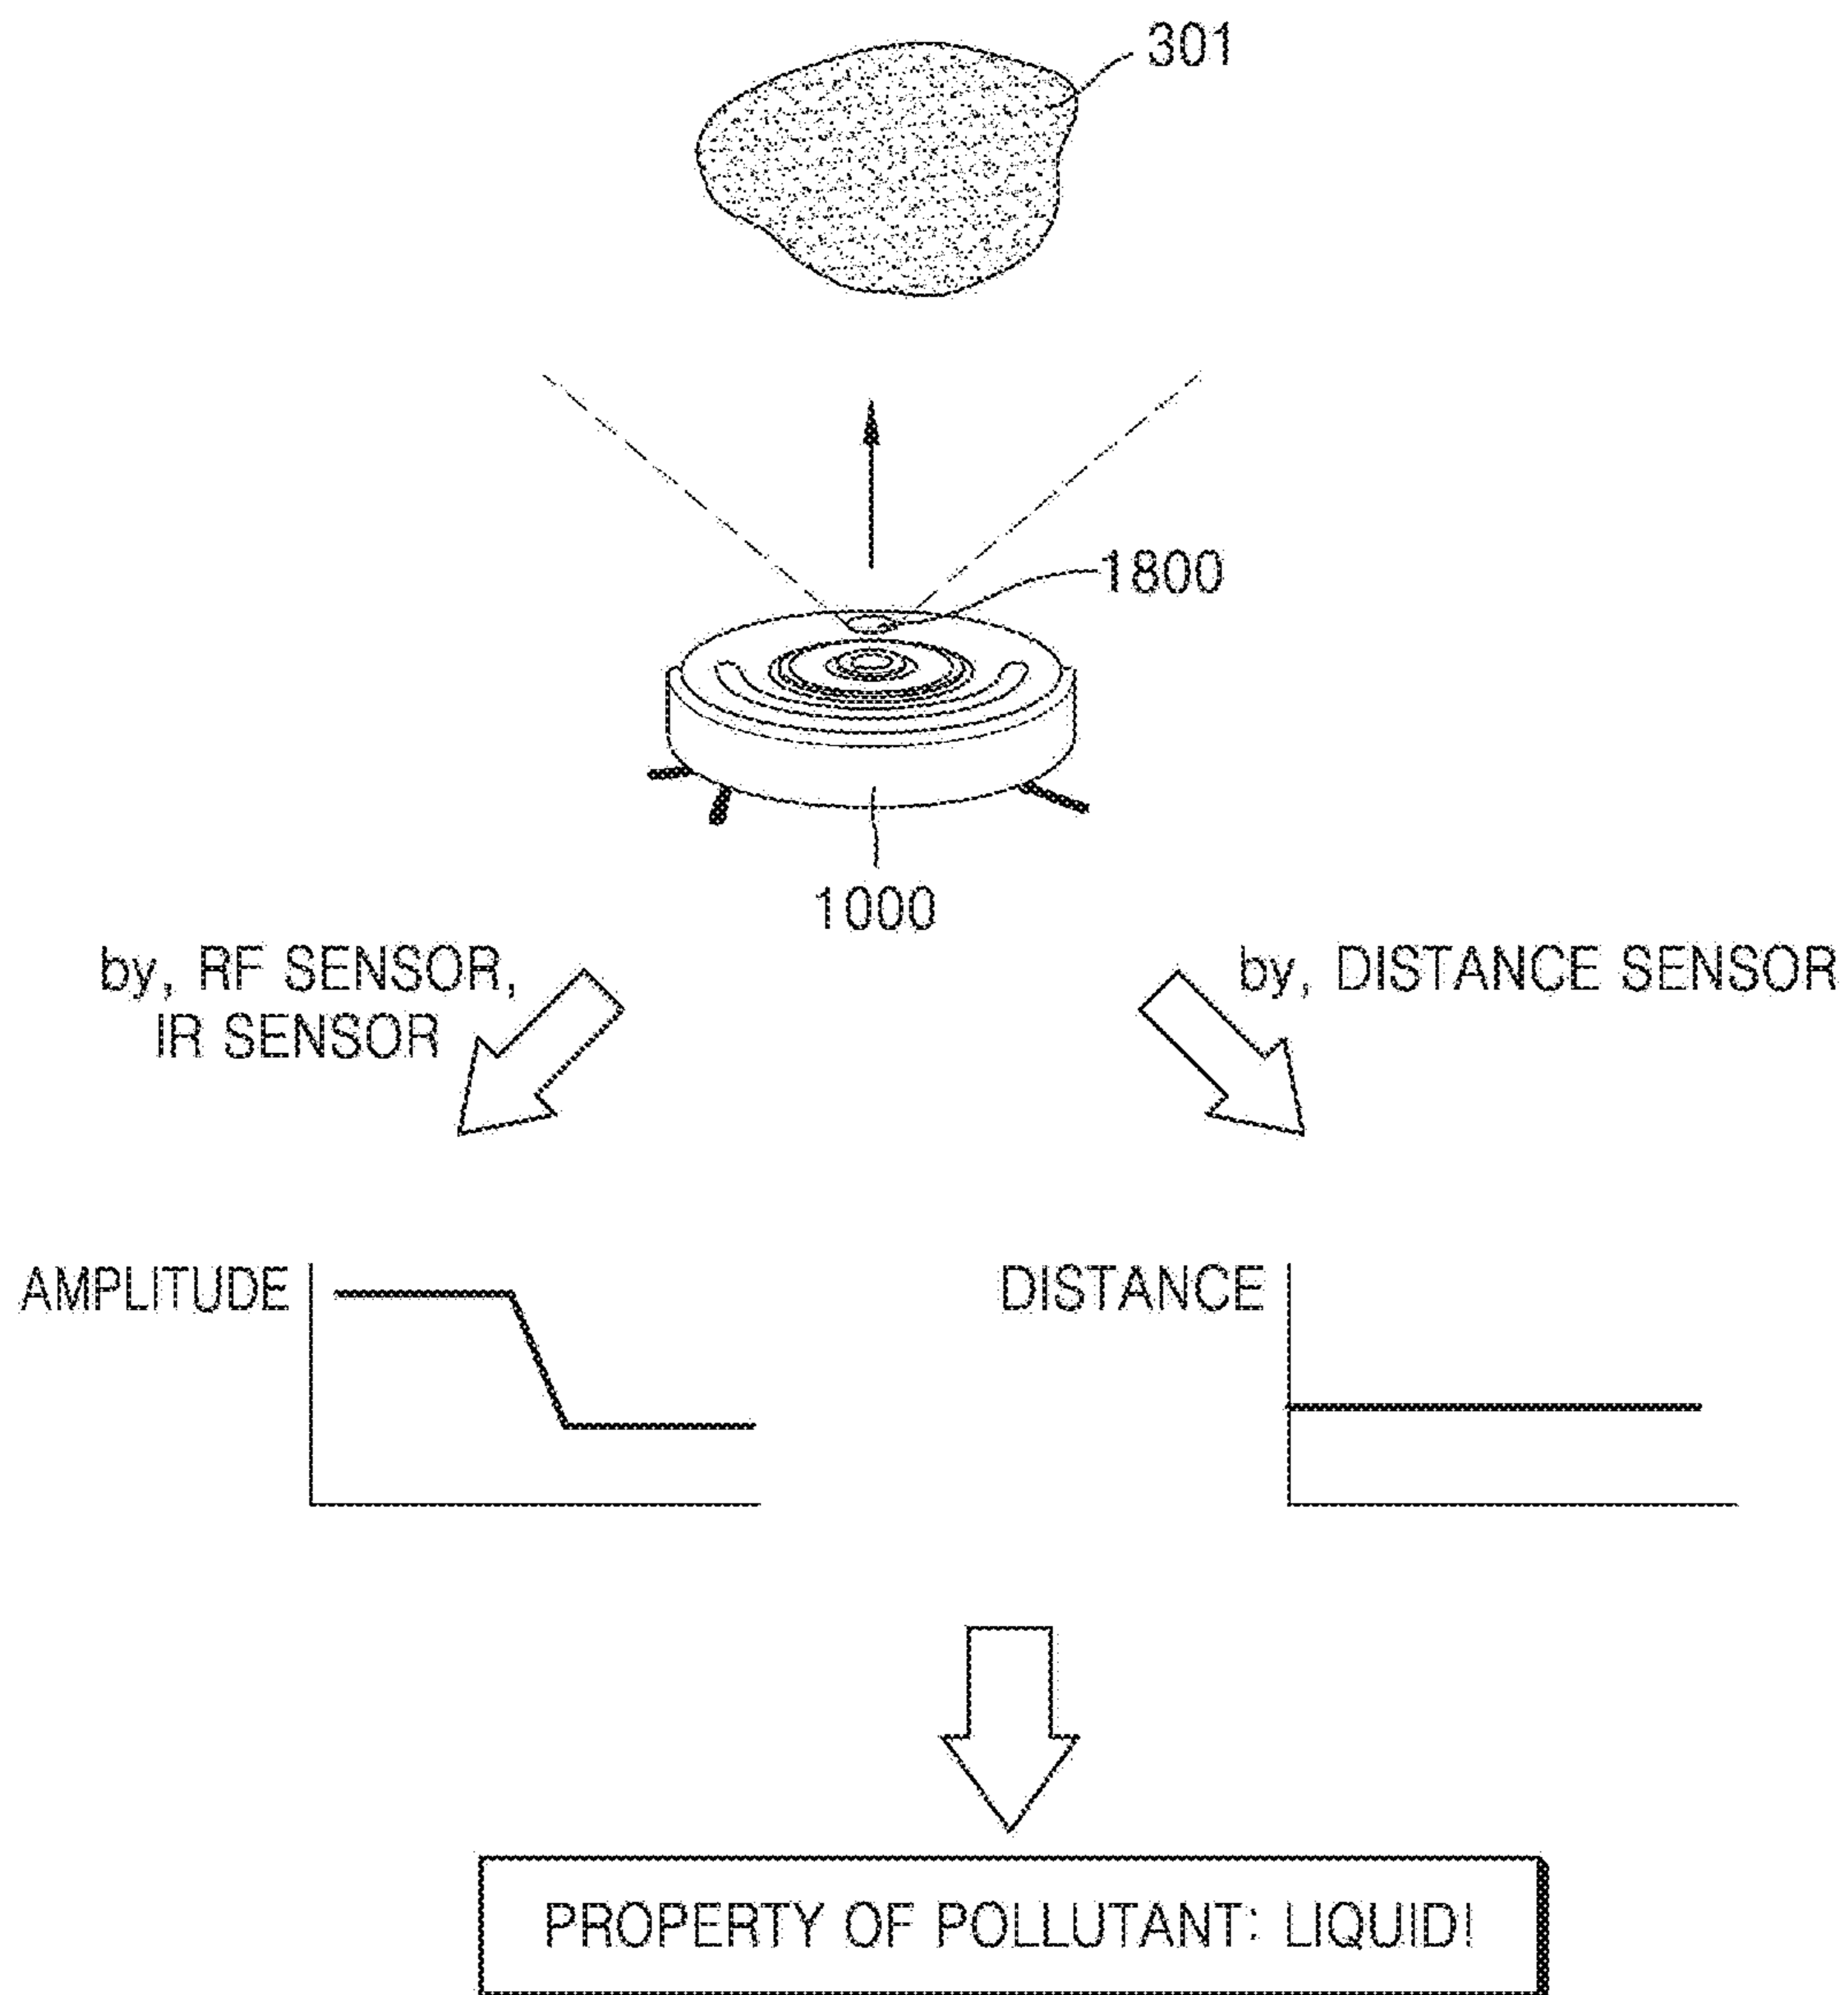 301
1800
1000
by, RF SENSOR,
IR SENSOR
by, DISTANCE SENSOR
AMPLITUDE
DISTANCE
PROPERTY OF POLLUTANT: LIQUID!